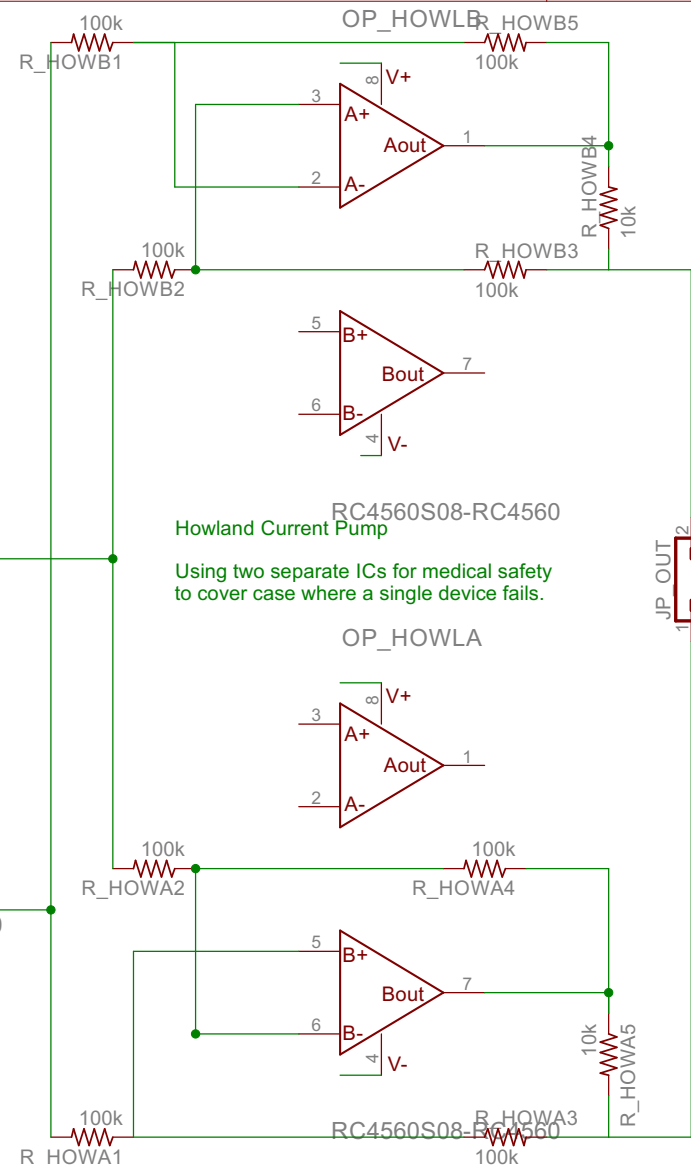 100k
OP_HOWLB
R_HOWB5
R_HOWB1
100k
8
V+
3
A+
1
Aout
R_HOWB4
10k
2
A-
100k
R_HOWB3
R_HOWB2
100k
5
B+
7
Bout
6
B-
4
V-
RC4560S08-RC4560
Howland Current Pump
2
JP_OUT
1
Using two separate ICs for medical safety
to cover case where a single device fails.
OP_HOWLA
8
V+
3
A+
1
Aout
2
A-
100k
100k
R_HOWA2
R_HOWA4
5
B+
7
Bout
6
B-
10k
R_HOWA5
4
V-
100k
R_HOWA3
RC4560S08-RC4560
R_HOWA1
100k